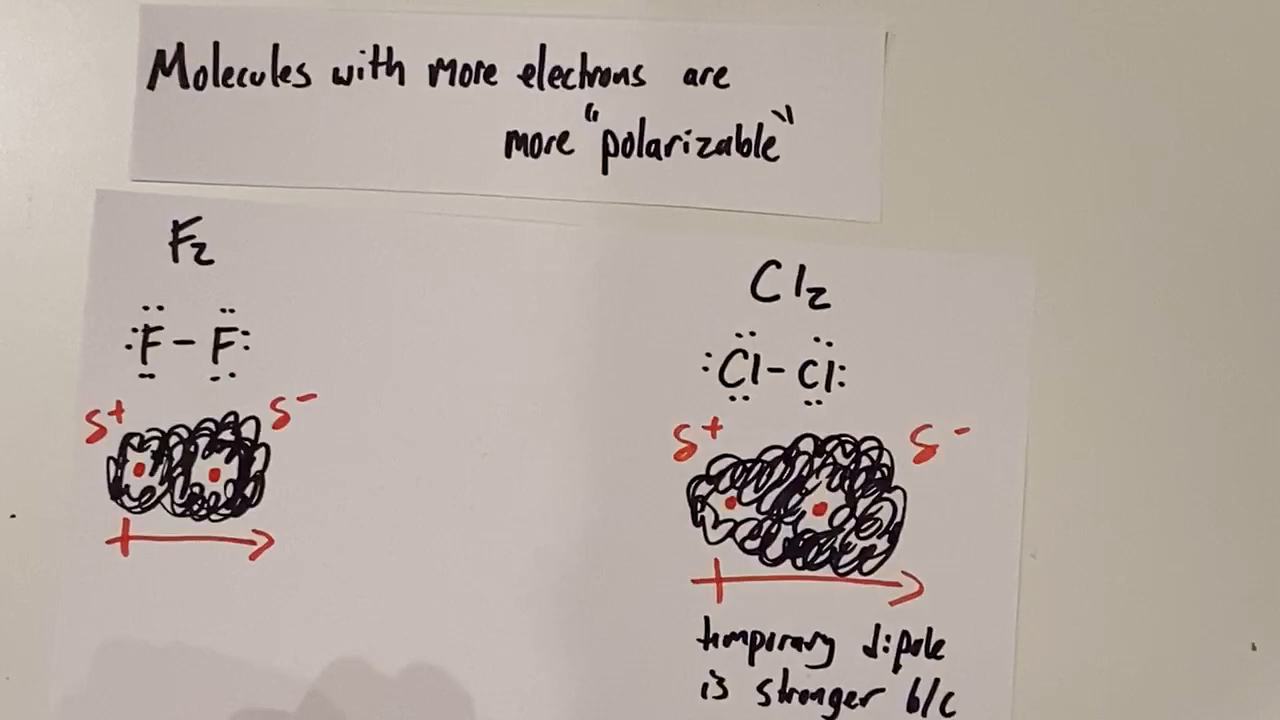 Molecules with more electrons are
more "polarizable"
F2
:F-F:
δ+ δ-
Cl2
:Cl-Cl:
δ+ δ-
temporary dipole
is stronger b/c